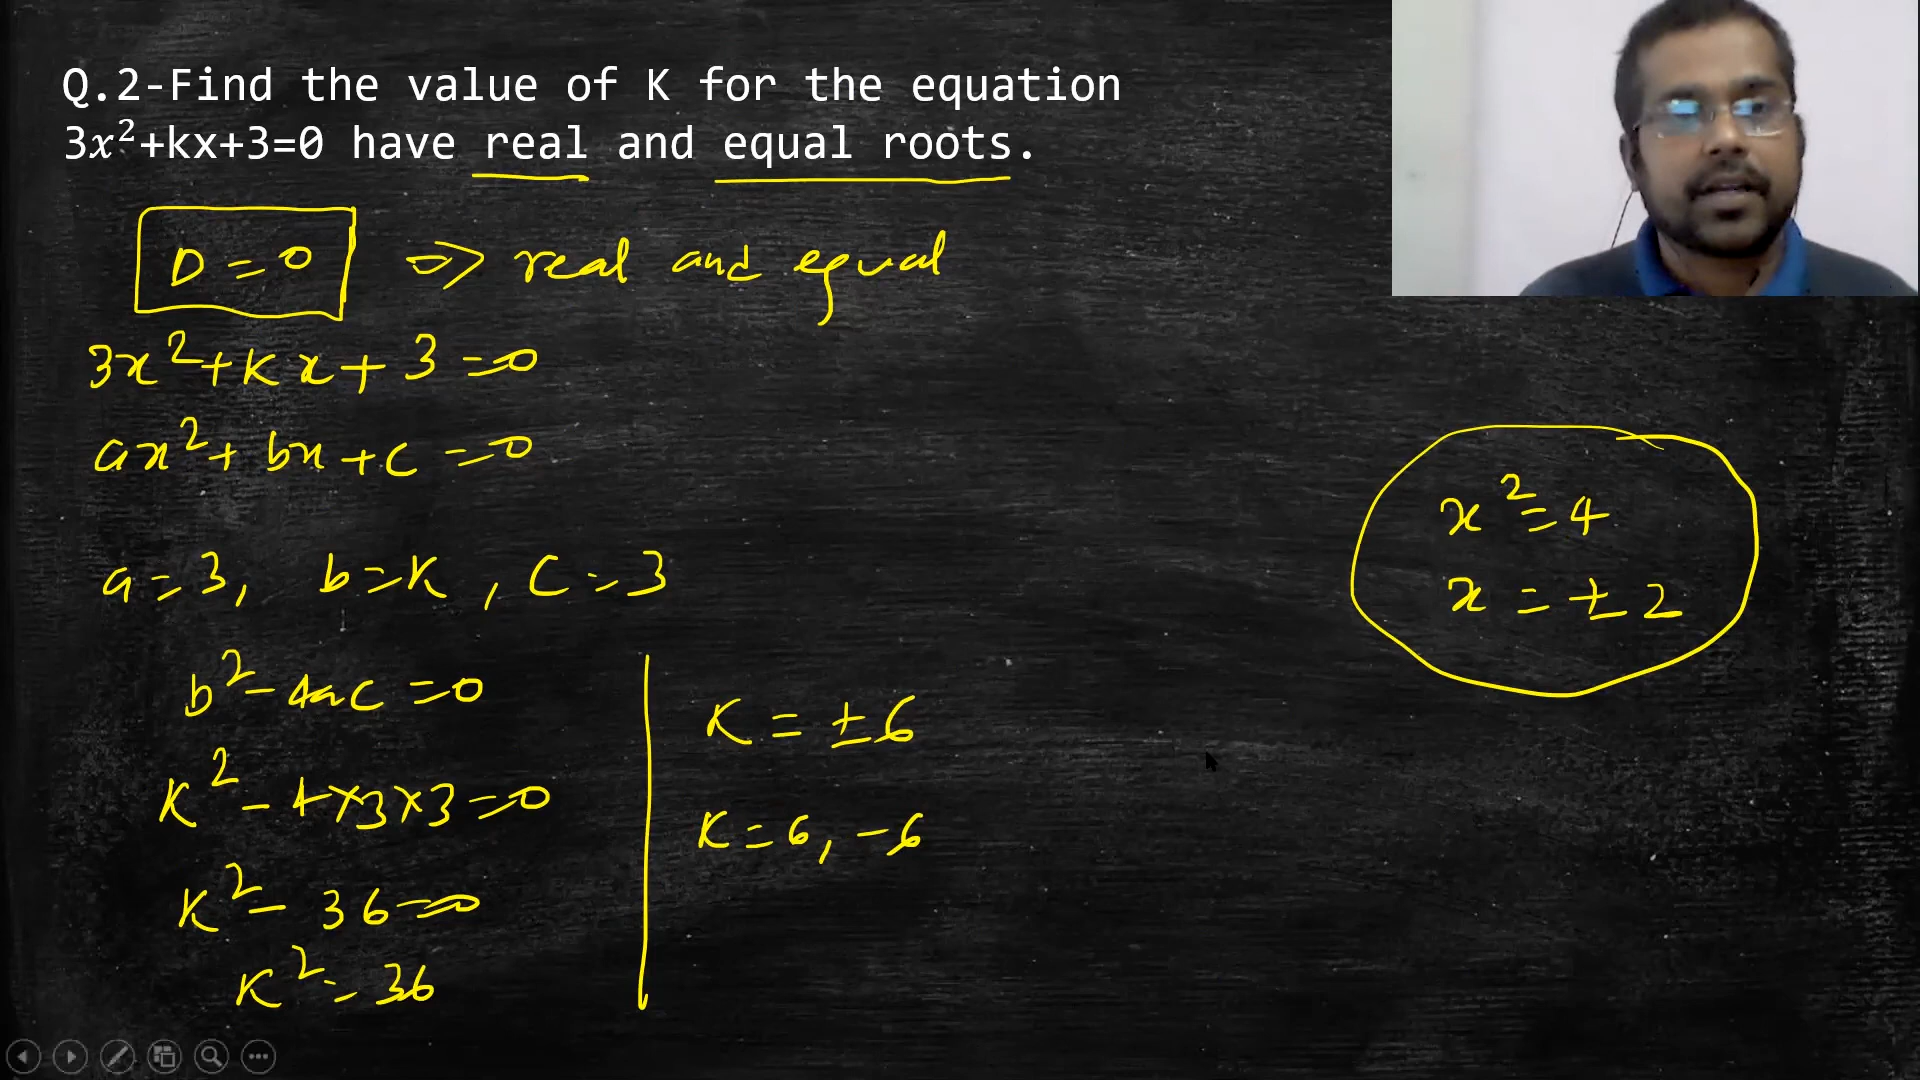 Q.2-Find the value of K for the equation
3x²+kx+3=0 have real and equal roots.
D = 0 ⇒ real and equal
3x²+kx+3=0
ax²+bx+c=0
a=3, b=K, C=3
b²-4ac=0
K²-4×3×3=0
K²-36=0
K²=36
K=±6
K=6,-6
x²=4
x=±2